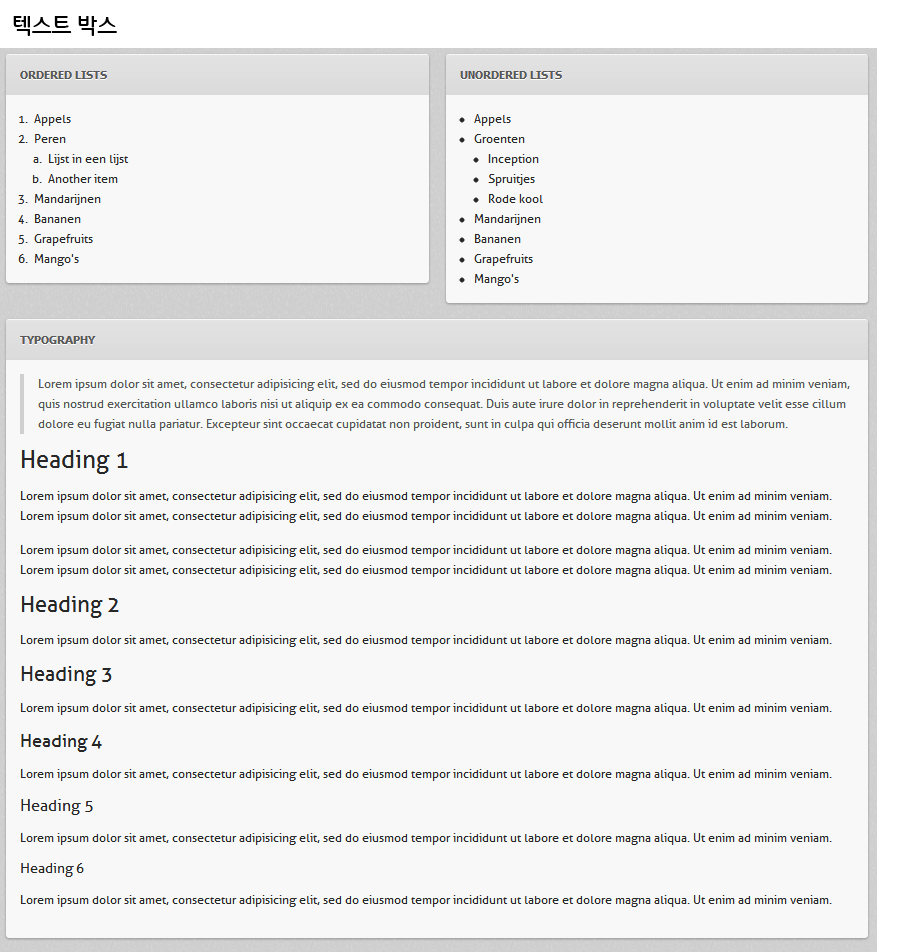 텍스트 박스
ORDERED LISTS
1. Appels
2. Peren
a. Lijst in een lijst
b. Another item
3. Mandarijnen
4. Bananen
5. Grapefruits
6. Mango's
UNORDERED LISTS
• Appels
• Groenten
• Inception
• Spruitjes
• Rode kool
• Mandarijnen
• Bananen
• Grapefruits
• Mango's
TYPOGRAPHY
Lorem ipsum dolor sit amet, consectetur adipisicing elit, sed do eiusmod tempor incididunt ut labore et dolore magna aliqua. Ut enim ad minim veniam,
quis nostrud exercitation ullamco laboris nisi ut aliquip ex ea commodo consequat. Duis aute irure dolor in reprehenderit in voluptate velit esse cillum
dolore eu fugiat nulla pariatur. Excepteur sint occaecat cupidatat non proident, sunt in culpa qui officia deserunt mollit anim id est laborum.
Heading 1
Lorem ipsum dolor sit amet, consectetur adipisicing elit, sed do eiusmod tempor incididunt ut labore et dolore magna aliqua. Ut enim ad minim veniam.
Lorem ipsum dolor sit amet, consectetur adipisicing elit, sed do eiusmod tempor incididunt ut labore et dolore magna aliqua. Ut enim ad minim veniam.
Lorem ipsum dolor sit amet, consectetur adipisicing elit, sed do eiusmod tempor incididunt ut labore et dolore magna aliqua. Ut enim ad minim veniam.
Lorem ipsum dolor sit amet, consectetur adipisicing elit, sed do eiusmod tempor incididunt ut labore et dolore magna aliqua. Ut enim ad minim veniam.
Heading 2
Lorem ipsum dolor sit amet, consectetur adipisicing elit, sed do eiusmod tempor incididunt ut labore et dolore magna aliqua. Ut enim ad minim veniam.
Heading 3
Lorem ipsum dolor sit amet, consectetur adipisicing elit, sed do eiusmod tempor incididunt ut labore et dolore magna aliqua. Ut enim ad minim veniam.
Heading 4
Lorem ipsum dolor sit amet, consectetur adipisicing elit, sed do eiusmod tempor incididunt ut labore et dolore magna aliqua. Ut enim ad minim veniam.
Heading 5
Lorem ipsum dolor sit amet, consectetur adipisicing elit, sed do eiusmod tempor incididunt ut labore et dolore magna aliqua. Ut enim ad minim veniam.
Heading 6
Lorem ipsum dolor sit amet, consectetur adipisicing elit, sed do eiusmod tempor incididunt ut labore et dolore magna aliqua. Ut enim ad minim veniam.